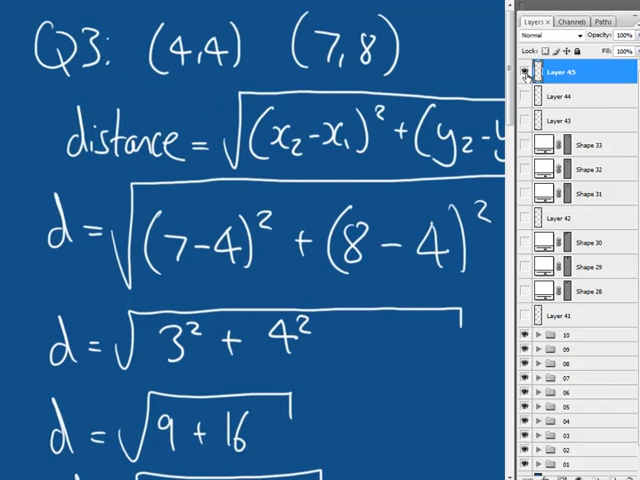 Q3: (4,4) (7,8)
distance = √(x₂-x₁)² + (y₂-y
d = √(7-4)² + (8-4)²
d = √3² + 4²
d = √9 + 16
Layers × Channels Paths
Normal Opacity: 100%
Lock: Fill: 100%
Layer 45
Layer 44
Layer 43
Shape 33
Shape 32
Shape 31
Layer 42
Shape 30
Shape 29
Shape 28
Layer 41
10
09
08
07
06
05
04
03
02
01